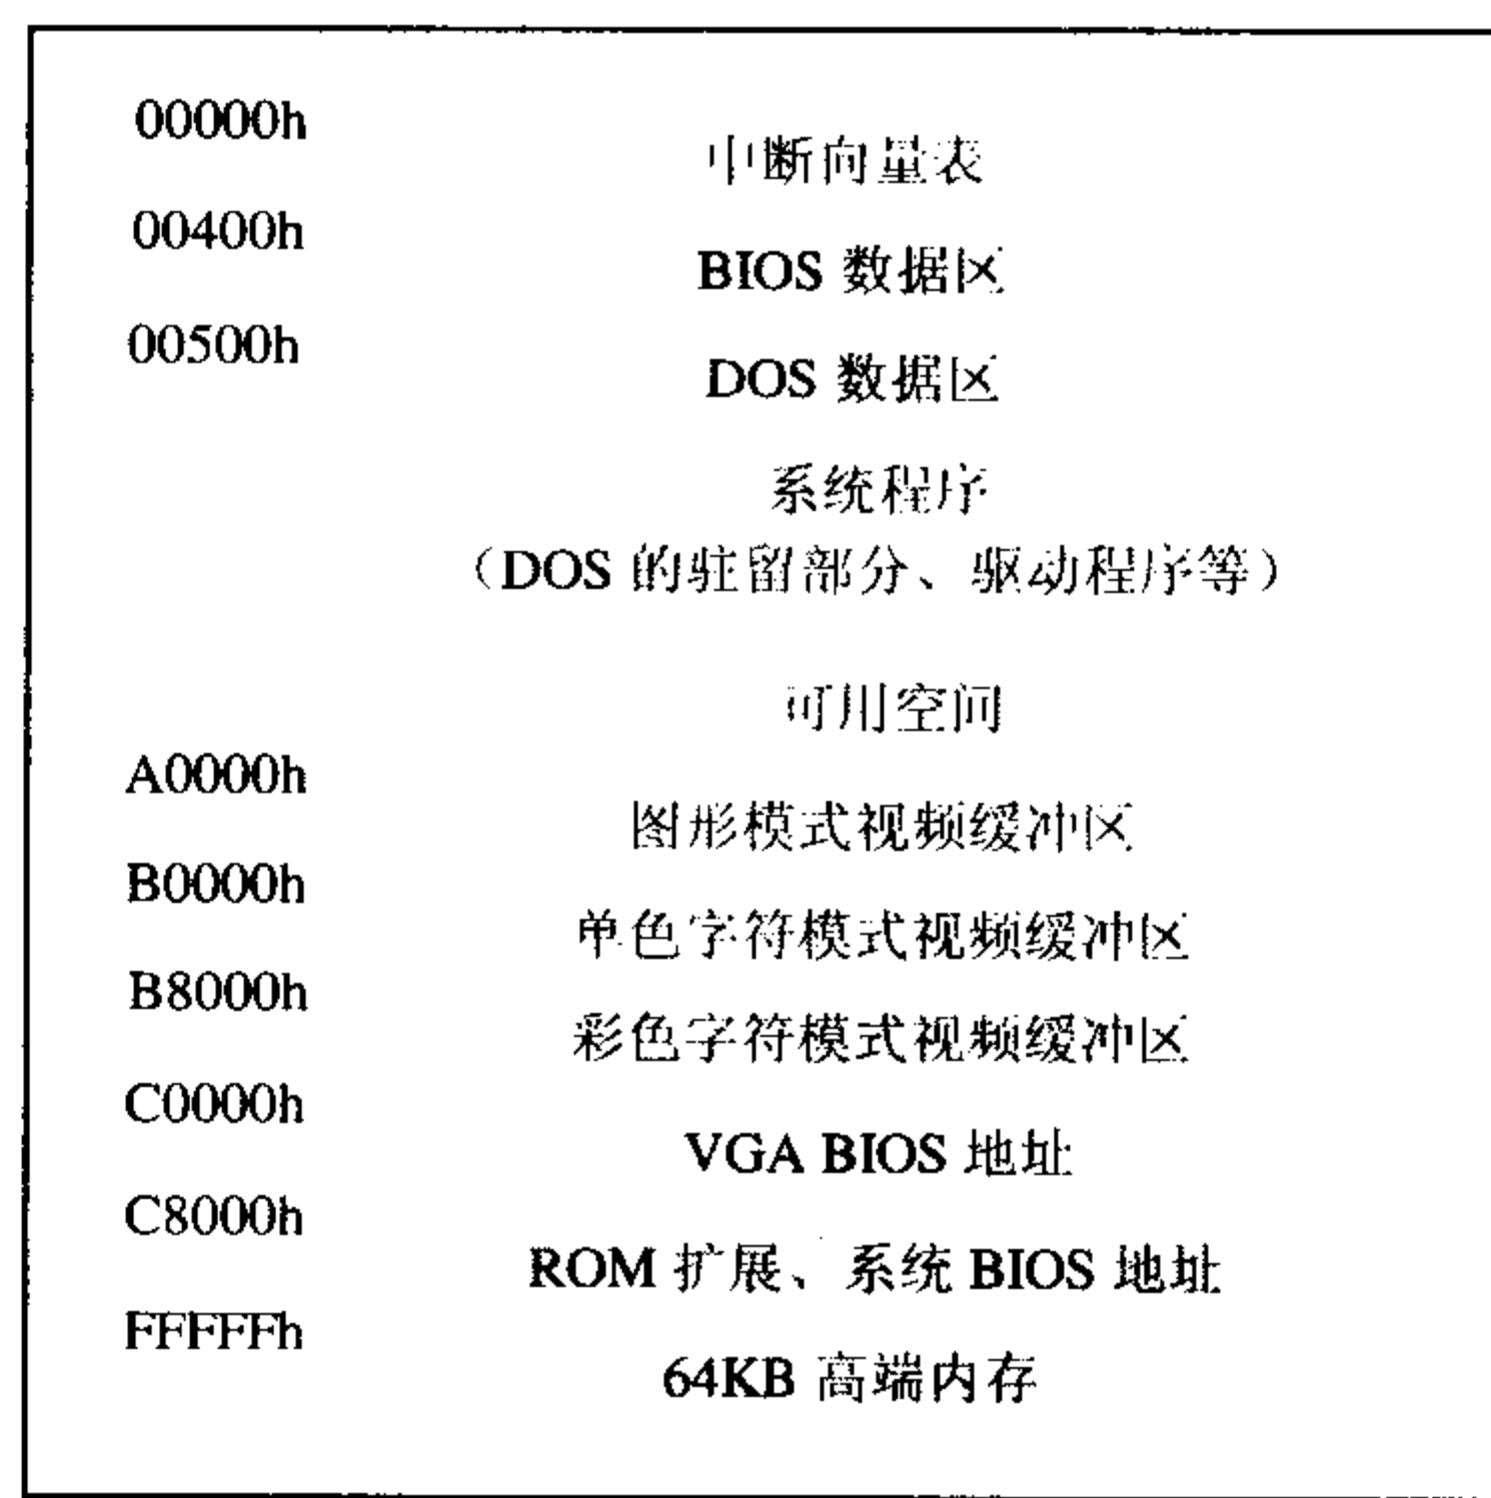 00000h
中断向量表
00400h
BIOS 数据区
00500h
DOS 数据区
系统程序
（DOS 的驻留部分、驱动程序等）
可用空间
A0000h
图形模式视频缓冲区
B0000h
单色字符模式视频缓冲区
B8000h
彩色字符模式视频缓冲区
C0000h
VGA BIOS 地址
C8000h
ROM 扩展、系统 BIOS 地址
FFFFFh
64KB 高端内存